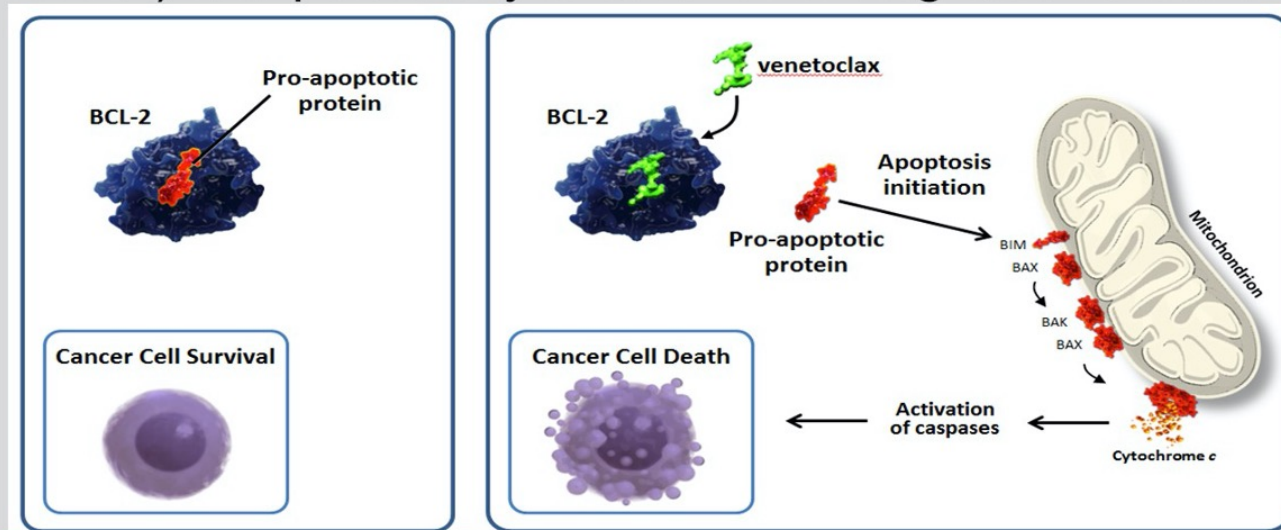 Pro-apoptotic
protein
BCL-2
Cancer Cell Survival
venetoclax
BCL-2
Apoptosis
initiation
Pro-apoptotic
protein
Mitochondrion
BIM
BAX
BAK
BAX
Cancer Cell Death
Activation
of caspases
Cytochrome c